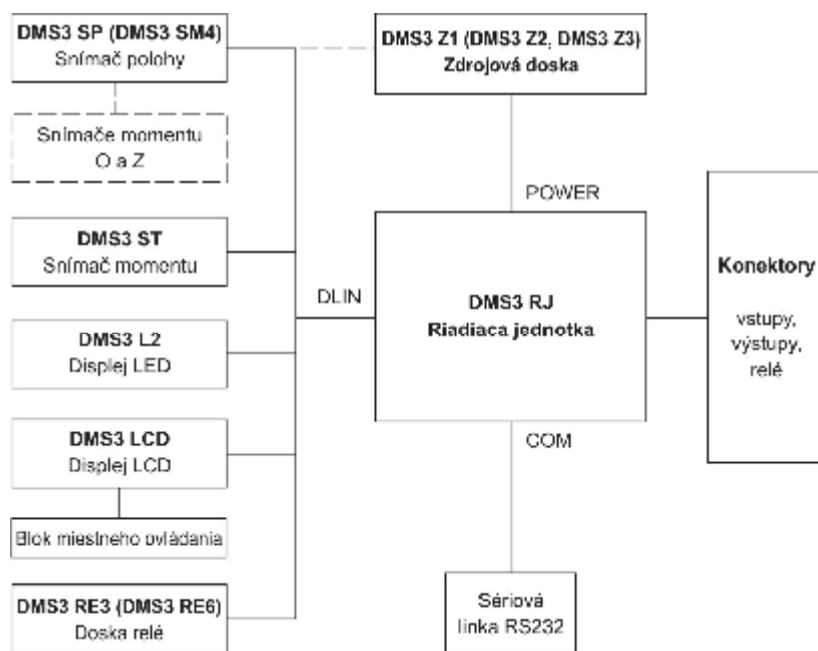 DMS3 SP (DMS3 SM4)
Snímač polohy
Snímače momentu
O a Z
DMS3 ST
Snímač momentu
DMS3 L2
Displej LED
DMS3 LCD
Displej LCD
Blok miestneho ovládania
DMS3 RE3 (DMS3 RE6)
Doska relé
DLIN
DMS3 Z1 (DMS3 Z2, DMS3 Z3)
Zdrojová doska
POWER
DMS3 RJ
Riadiaca jednotka
COM
Sériová
linka RS232
Konektory
vstupy,
výstupy,
relé